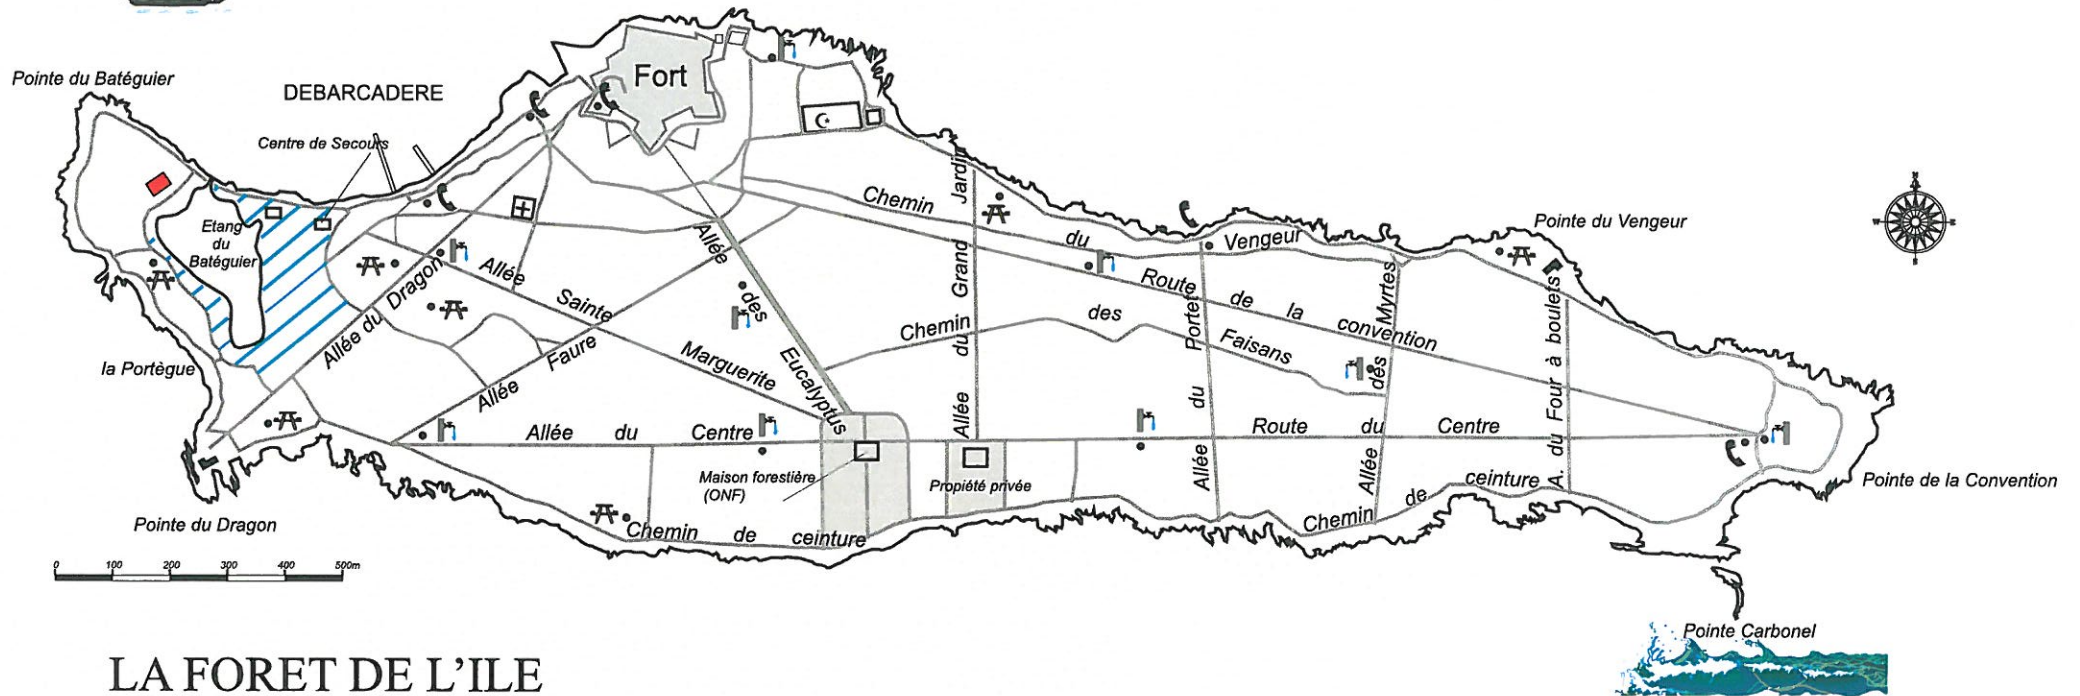 Pointe du Batéguier
DEBARCADERE
Centre de Secours
Fort
Etang
du
Batéguier
la Portègue
Pointe du Dragon
Allée du Dragon
Allée Sainte Marguerite
Allée Faure
Allée des Eucalyptus
Allée du Centre
Maison forestière
(ONF)
Propiété privée
Chemin de ceinture
Allée du Grand Jardin
Chemin du Vengeur
Route de la convention
Chemin des Faisans
Allée du Portet
Allée des Myrtes
A. du Four à boulets
Route du Centre
Chemin de ceinture
Pointe du Vengeur
Pointe de la Convention
Pointe Carbonel
N
W
E
S
0 100 200 300 400 500m
LA FORET DE L'ILE